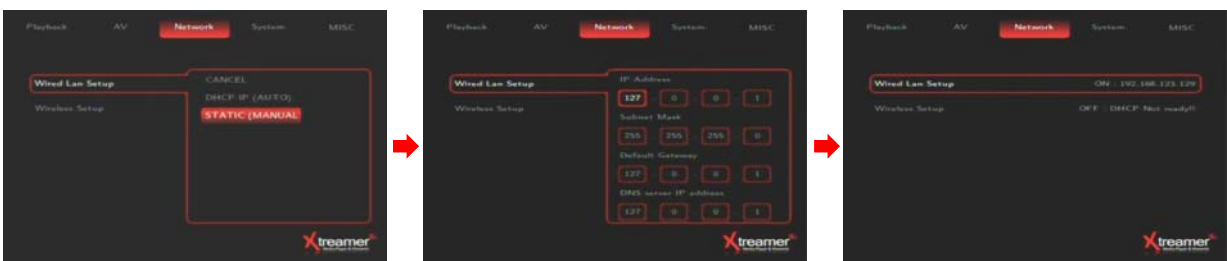 Playback AV Network System MISC
Wired Lan Setup
Wireless Setup
CANCEL
DHCP IP (AUTO)
STATIC (MANUAL
Xtreamer
Playback AV Network System MISC
Wired Lan Setup
Wireless Setup
IP Address
127 0 0 1
Subnet Mask
255 255 255 0
Default Gateway
127 0 0 1
DNS server IP address
127 0 0 1
Xtreamer
Playback AV Network System MISC
Wired Lan Setup ON : 192.168.123.129
Wireless Setup OFF : DHCP Not ready!!
Xtreamer